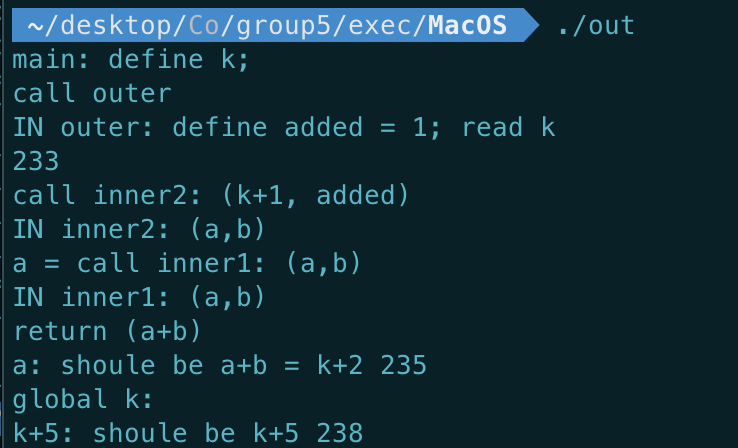 ~/desktop/Co/group5/exec/MacOS ./out
main: define k;
call outer
IN outer: define added = 1; read k
233
call inner2: (k+1, added)
IN inner2: (a,b)
a = call inner1: (a,b)
IN inner1: (a,b)
return (a+b)
a: shoule be a+b = k+2 235
global k:
k+5: shoule be k+5 238